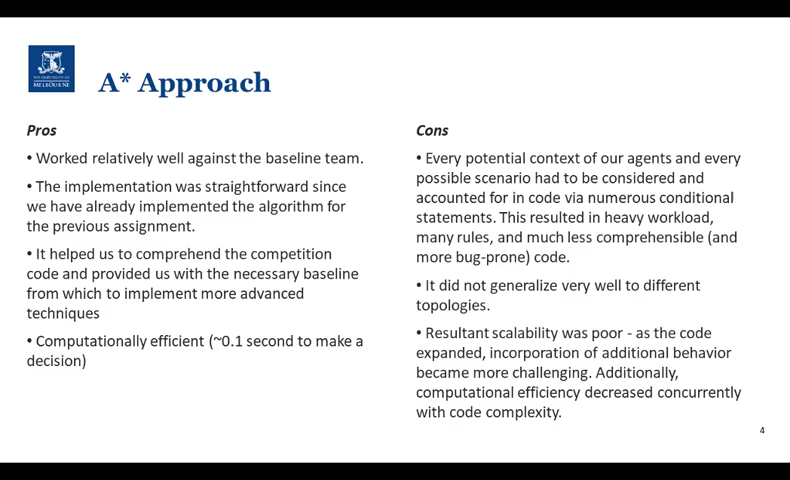 THE UNIVERSITY OF
MELBOURNE
A* Approach
Pros
• Worked relatively well against the baseline team.
• The implementation was straightforward since
we have already implemented the algorithm for
the previous assignment.
• It helped us to comprehend the competition
code and provided us with the necessary baseline
from which to implement more advanced
techniques
• Computationally efficient (~0.1 second to make a
decision)
Cons
• Every potential context of our agents and every
possible scenario had to be considered and
accounted for in code via numerous conditional
statements. This resulted in heavy workload,
many rules, and much less comprehensible (and
more bug-prone) code.
• It did not generalize very well to different
topologies.
• Resultant scalability was poor - as the code
expanded, incorporation of additional behavior
became more challenging. Additionally,
computational efficiency decreased concurrently
with code complexity.
4